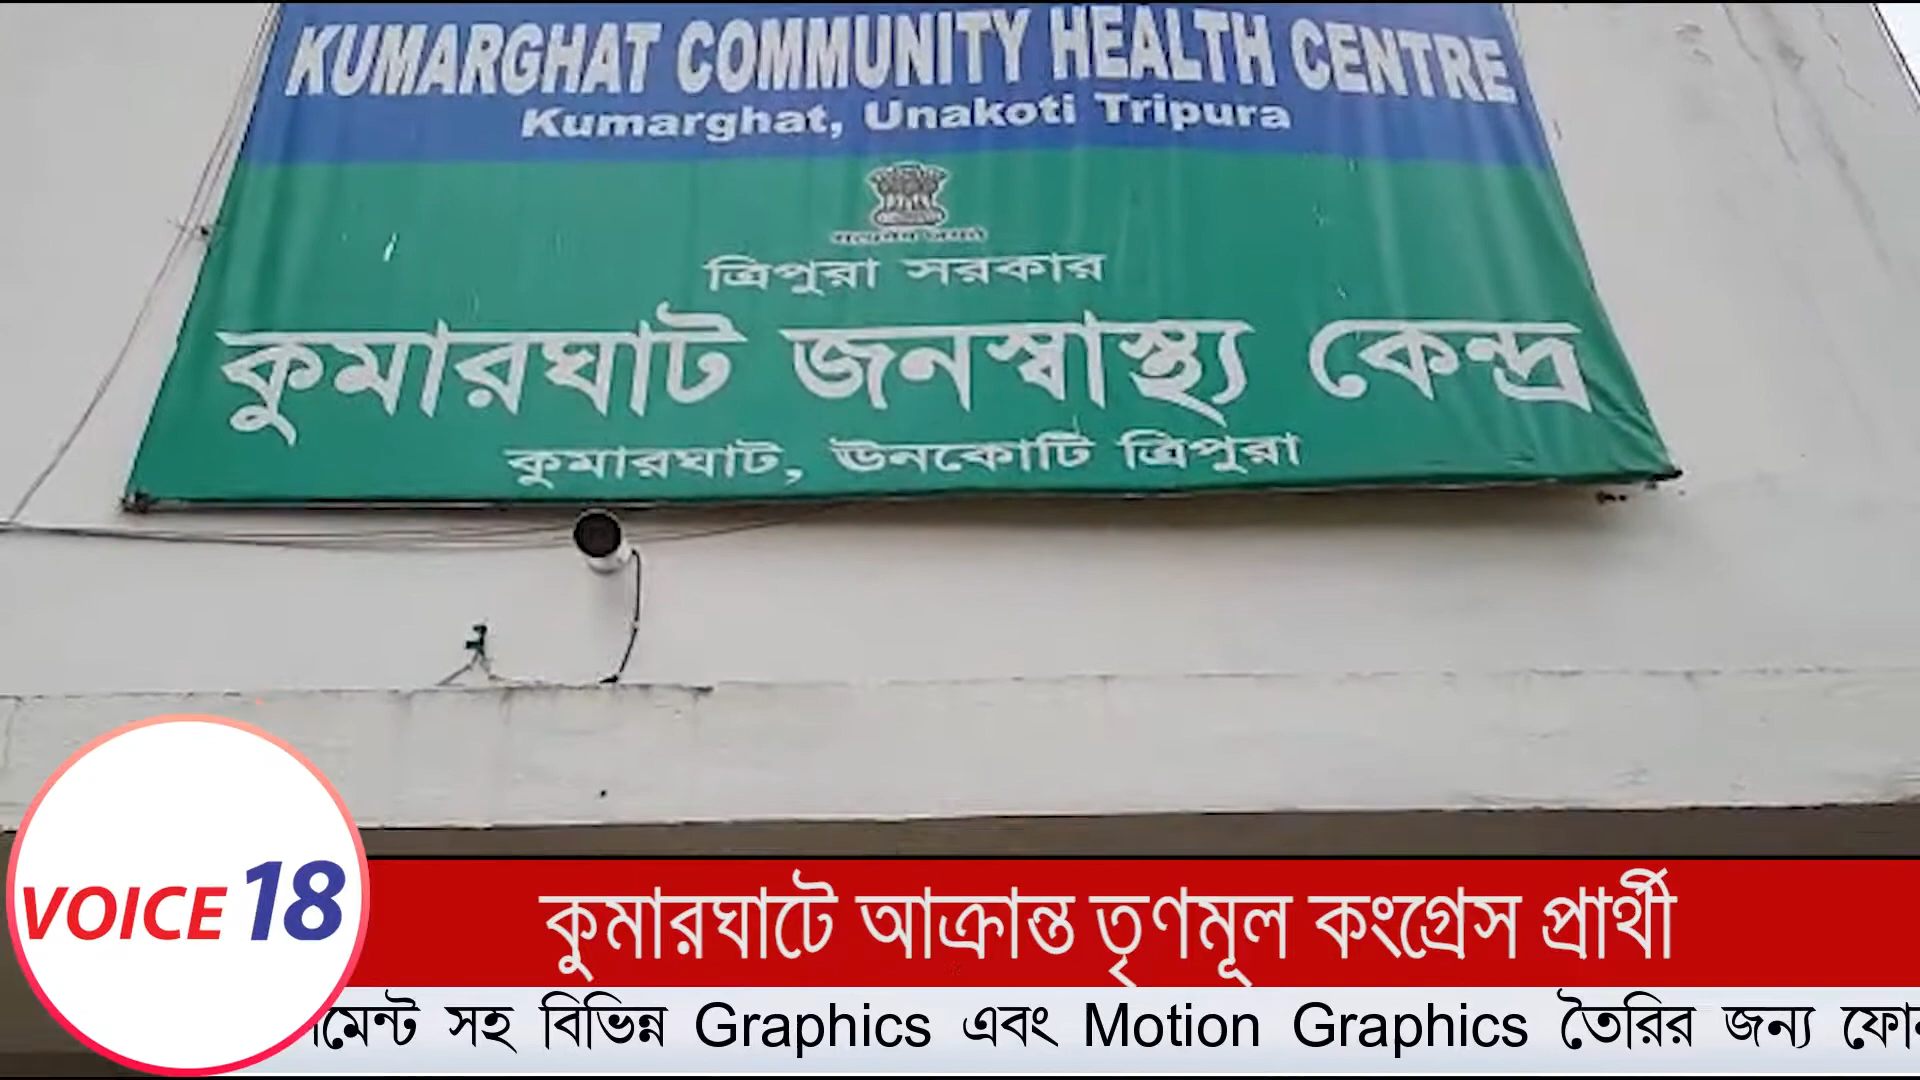 KUMARGHAT COMMUNITY HEALTH CENTRE
Kumarghat, Unakoti Tripura
ত্রিপুরা সরকার
কুমারঘাট জনস্বাস্থ্য কেন্দ্র
কুমারঘাট, ঊনকোটি ত্রিপুরা
VOICE 18
কুমারঘাটে আক্রান্ত তৃণমূল কংগ্রেস প্রার্থী
সহ বিভিন্ন Graphics এবং Motion Graphics তৈরির জন্য